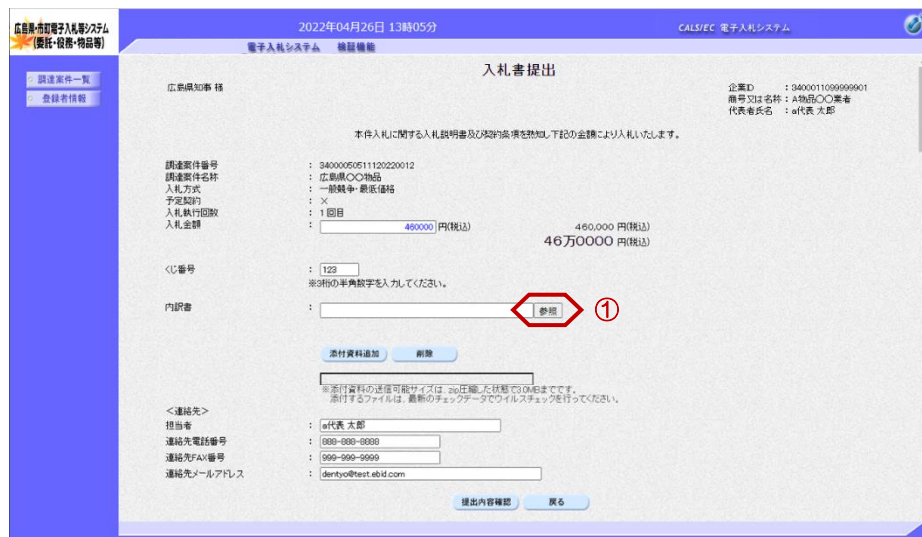 広島県・市町電子入札等システム
(委託・役務・物品等)
2022年04月26日 13時05分
CALS/EC 電子入札システム
電子入札システム 検証機能
調達案件一覧
登録者情報
入札書提出
広島県知事 様
企業ID : 3400011099999901
商号又は名称 : A物品〇〇業者
代表者氏名 : a代表 太郎
本件入札に関する入札説明書及び契約条項を熟知し、下記の金額により入札いたします。
調達案件番号 : 34000050511120220012
調達案件名称 : 広島県〇〇物品
入札方式 : 一般競争・最低価格
予定契約 : ×
入札執行回数 : 1回目
入札金額 : 460000 円(税込) 460,000 円(税込)
46万0000 円(税込)
くじ番号 : 123
※3桁の半角数字を入力してください。
内訳書 : 参照 ①
添付資料追加 削除
※添付資料の送信可能サイズは、zip圧縮した状態で3.0MBまでです。
添付するファイルは、最新のチェックデータでウイルスチェックを行ってください。
<連絡先>
担当者 : a代表 太郎
連絡先電話番号 : 888-888-8888
連絡先FAX番号 : 999-999-9999
連絡先メールアドレス : dentyo@test.ebid.com
提出内容確認 戻る